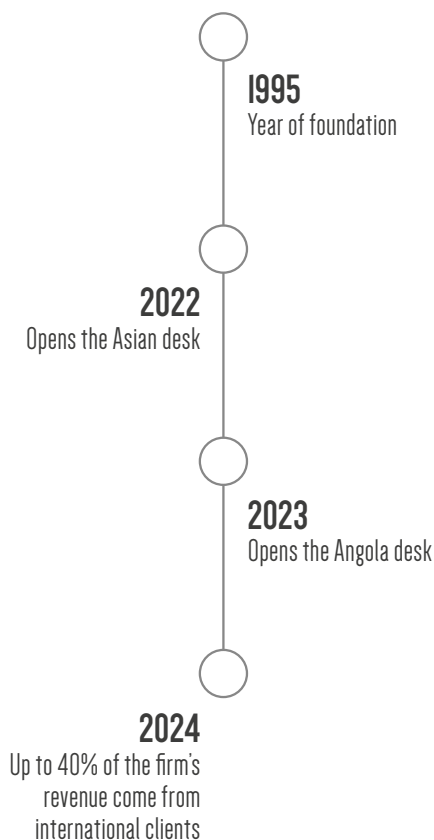 1995
Year of foundation
2022
Opens the Asian desk
2023
Opens the Angola desk
2024
Up to 40% of the firm's
revenue come from
international clients